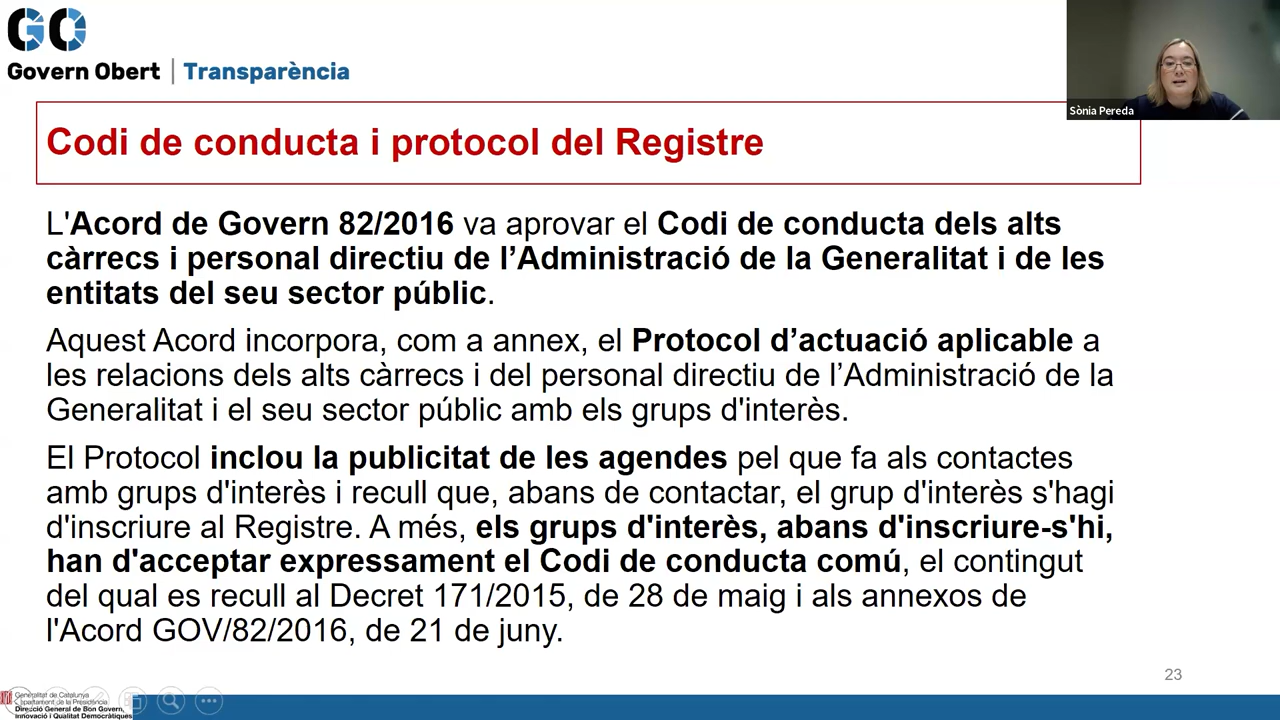 GO
Govern Obert | Transparència
Sònia Pereda
Codi de conducta i protocol del Registre
L'Acord de Govern 82/2016 va aprovar el Codi de conducta dels alts
càrrecs i personal directiu de l’Administració de la Generalitat i de les
entitats del seu sector públic.
Aquest Acord incorpora, com a annex, el Protocol d’actuació aplicable a
les relacions dels alts càrrecs i del personal directiu de l’Administració de la
Generalitat i el seu sector públic amb els grups d'interès.
El Protocol inclou la publicitat de les agendes pel que fa als contactes
amb grups d'interès i recull que, abans de contactar, el grup d'interès s'hagi
d'inscriure al Registre. A més, els grups d'interès, abans d'inscriure-s'hi,
han d'acceptar expressament el Codi de conducta comú, el contingut
del qual es recull al Decret 171/2015, de 28 de maig i als annexos de
l'Acord GOV/82/2016, de 21 de juny.
23
Generalitat de Catalunya
Departament de la Presidència
Direcció General de Bon Govern,
Innovació i Qualitat Democràtiques